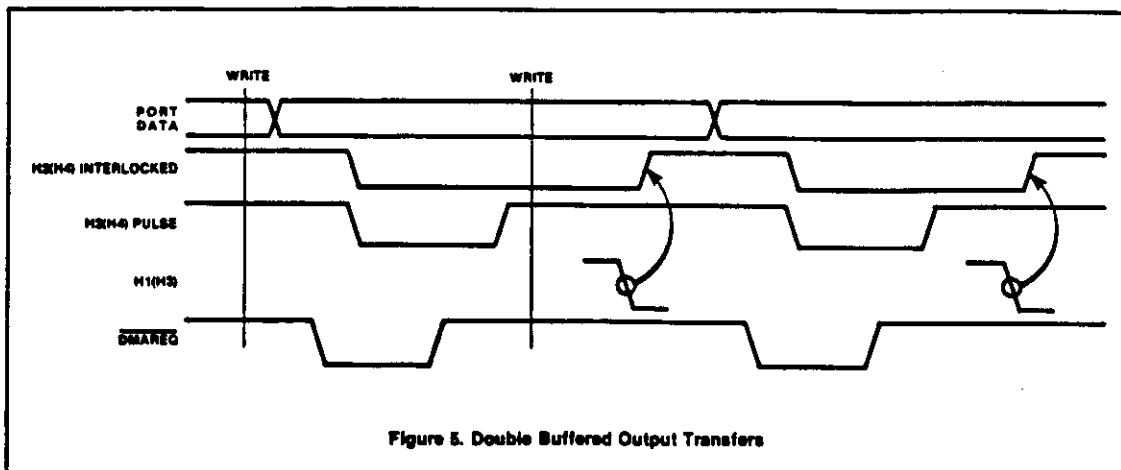 WRITE WRITE
PORT
DATA
H2(H4) INTERLOCKED
H2(H4) PULSE
H1(H3)
DMAREQ
Figure 5. Double Buffered Output Transfers